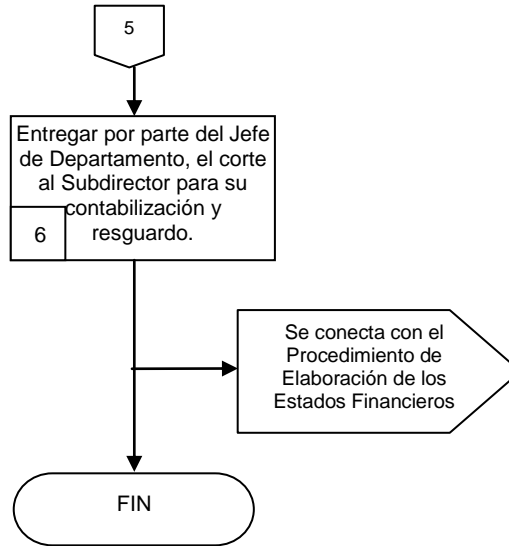 5
Entregar por parte del Jefe
de Departamento, el corte
al Subdirector para su
contabilización y
resguardo.
6
Se conecta con el
Procedimiento de
Elaboración de los
Estados Financieros
FIN